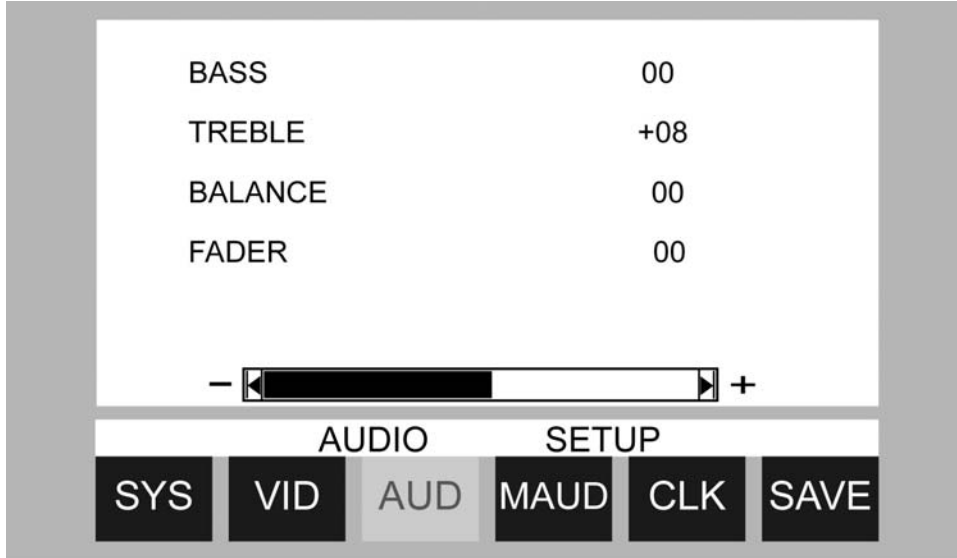 BASS 00
TREBLE +08
BALANCE 00
FADER 00
− +
AUDIO SETUP
SYS VID AUD MAUD CLK SAVE